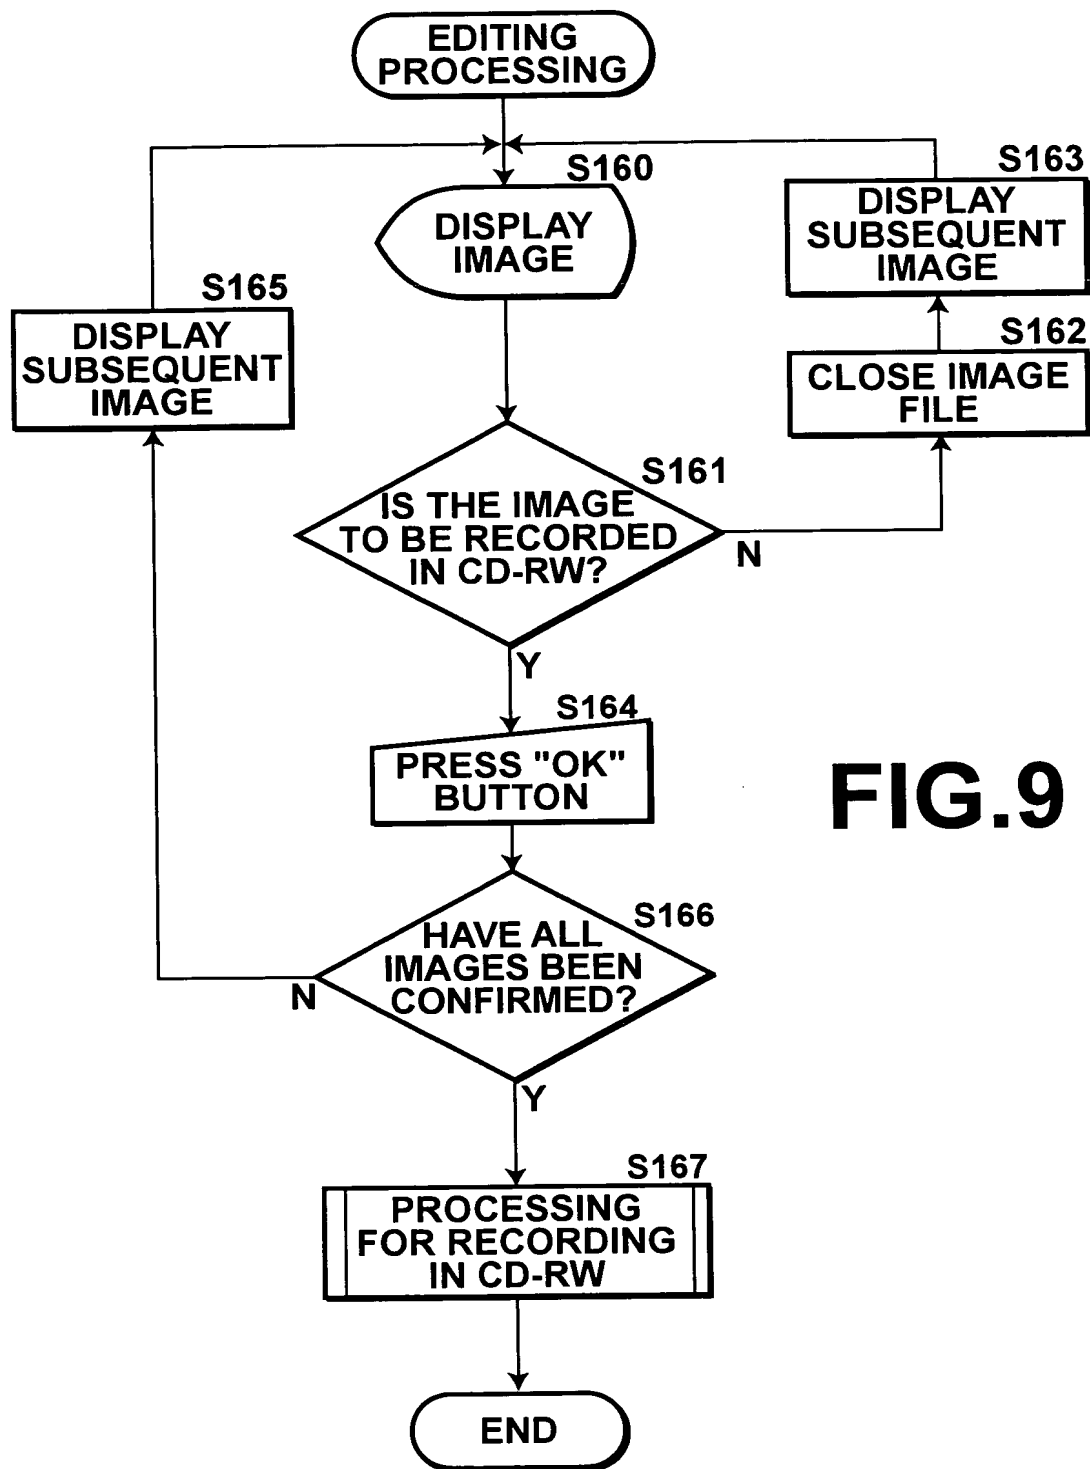 EDITING
PROCESSING
S160
DISPLAY
IMAGE
S163
DISPLAY
SUBSEQUENT
IMAGE
S165
DISPLAY
SUBSEQUENT
IMAGE
S162
CLOSE IMAGE
FILE
S161
IS THE IMAGE
TO BE RECORDED
IN CD-RW?
N
Y
S164
PRESS "OK"
BUTTON
FIG.9
S166
HAVE ALL
IMAGES BEEN
CONFIRMED?
N
Y
S167
PROCESSING
FOR RECORDING
IN CD-RW
END